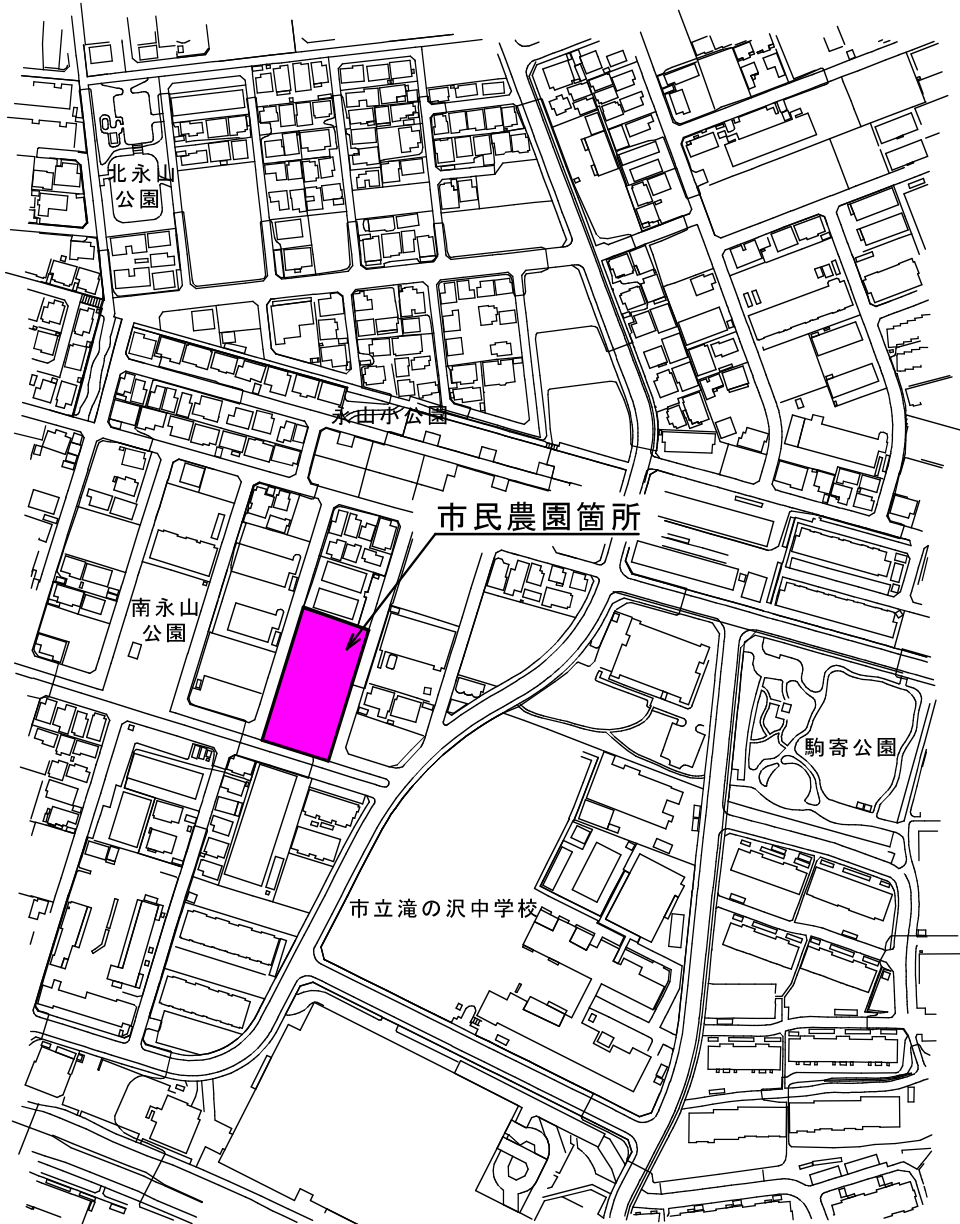 北永山
公園
永山小公園
市民農園箇所
南永山
公園
駒寄公園
市立滝の沢中学校